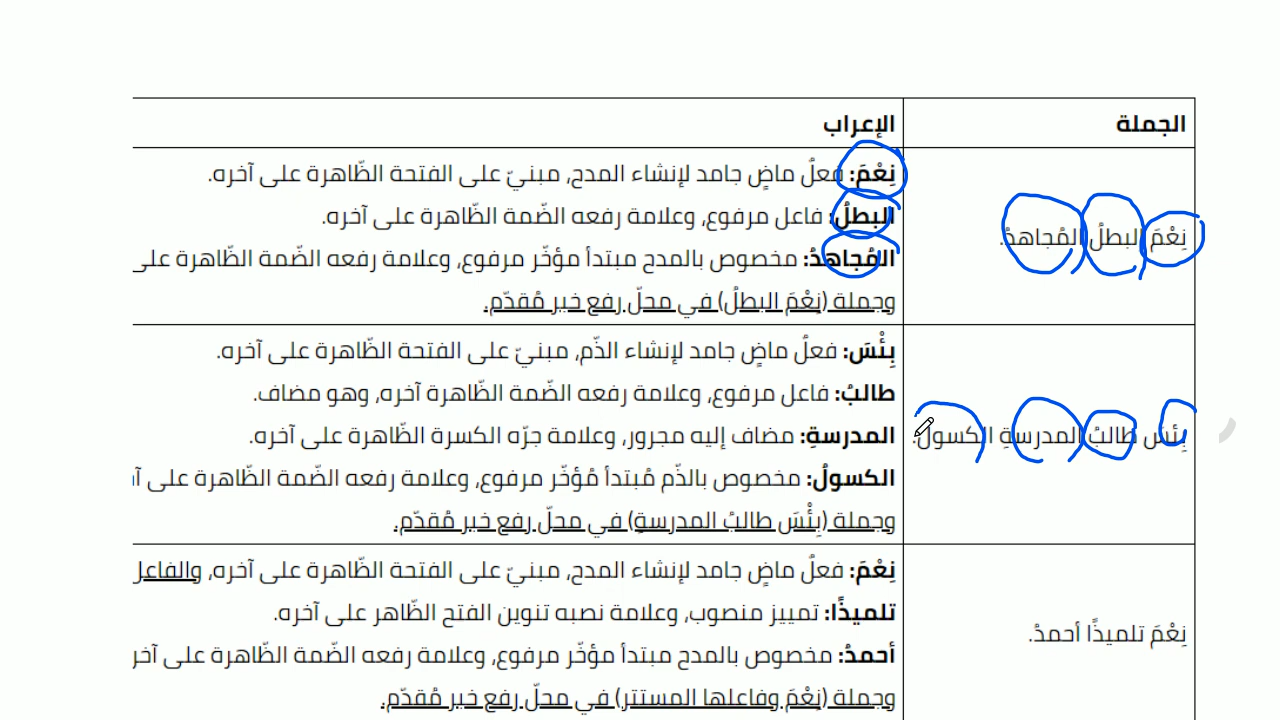 الجملة
الإعراب
نِعْمَ البطلُ المُجاهدُ.
نِعْمَ: فعلٌ ماضٍ جامد لإنشاء المدح، مبنيّ على الفتحة الظّاهرة على آخره.
البطلُ: فاعل مرفوع، وعلامة رفعه الضّمة الظّاهرة على آخره.
المُجاهدُ: مخصوص بالمدح مبتدأ مؤخّر مرفوع، وعلامة رفعه الضّمة الظّاهرة على
وجملة (نِعْمَ البطلُ) في محلّ رفع خبر مُقدّم.
بِئسَ طالبُ المدرسةِ الكسولُ.
بِئْسَ: فعلٌ ماضٍ جامد لإنشاء الذّم، مبنيّ على الفتحة الظّاهرة على آخره.
طالبُ: فاعل مرفوع، وعلامة رفعه الضّمة الظّاهرة آخره، وهو مضاف.
المدرسةِ: مضاف إليه مجرور، وعلامة جرّه الكسرة الظّاهرة على آخره.
الكسولُ: مخصوص بالذّم مُبتدأ مُؤخّر مرفوع، وعلامة رفعه الضّمة الظّاهرة على
وجملة (بِئْسَ طالبُ المدرسةِ) في محلّ رفع خبر مُقدّم.
نِعْمَ تلميذًا أحمدُ.
نِعْمَ: فعلٌ ماضٍ جامد لإنشاء المدح، مبنيّ على الفتحة الظّاهرة على آخره، والفاعل
تلميذًا: تمييز منصوب، وعلامة نصبه تنوين الفتح الظّاهر على آخره.
أحمدُ: مخصوص بالمدح مبتدأ مؤخّر مرفوع، وعلامة رفعه الضّمة الظّاهرة على آخر
وجملة (نِعْمَ وفاعلها المستتر) في محلّ رفع خبر مُقدّم.